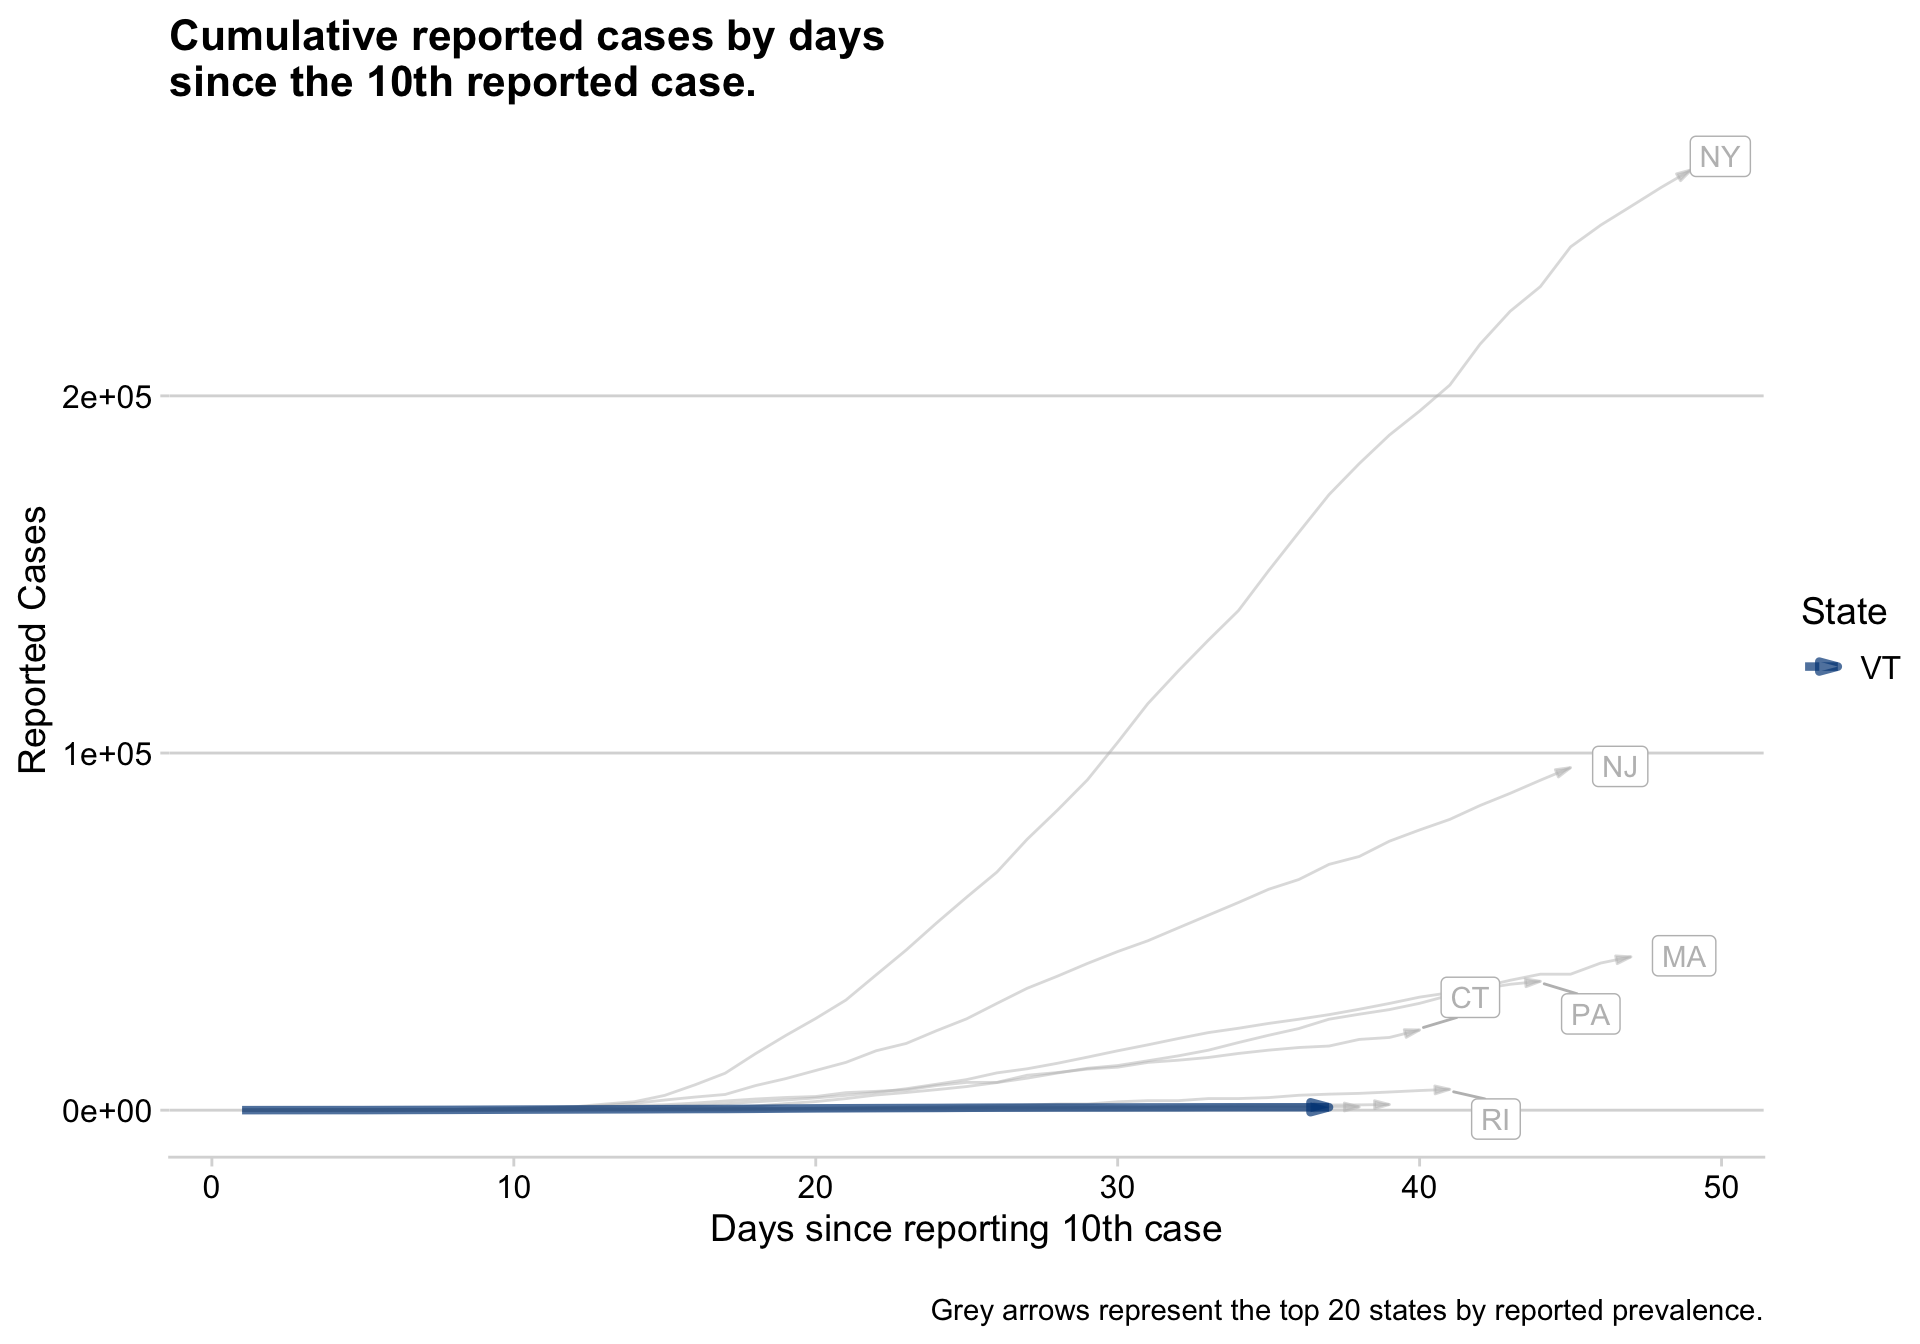 Cumulative reported cases by days
since the 10th reported case.
NY
2e+05
Reported Cases
State
VT
1e+05
NJ
MA
CT
PA
0e+00
RI
0 10 20 30 40 50
Days since reporting 10th case
Grey arrows represent the top 20 states by reported prevalence.